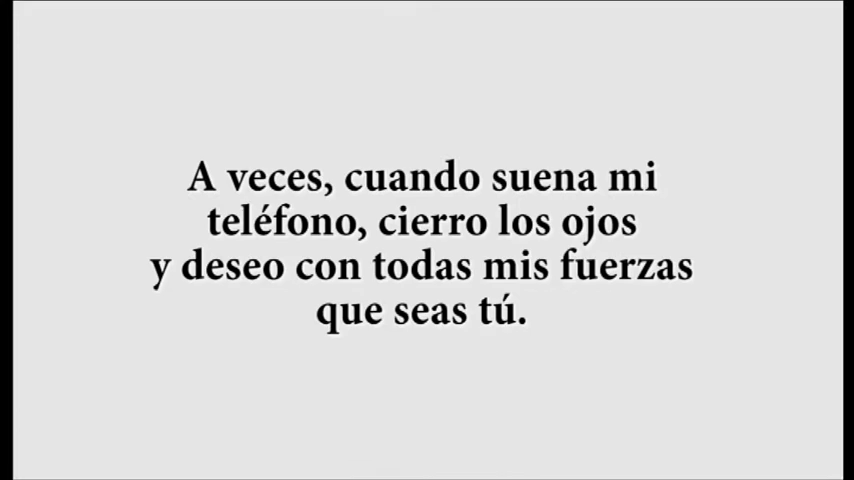 A veces, cuando suena mi
teléfono, cierro los ojos
y deseo con todas mis fuerzas
que seas tú.